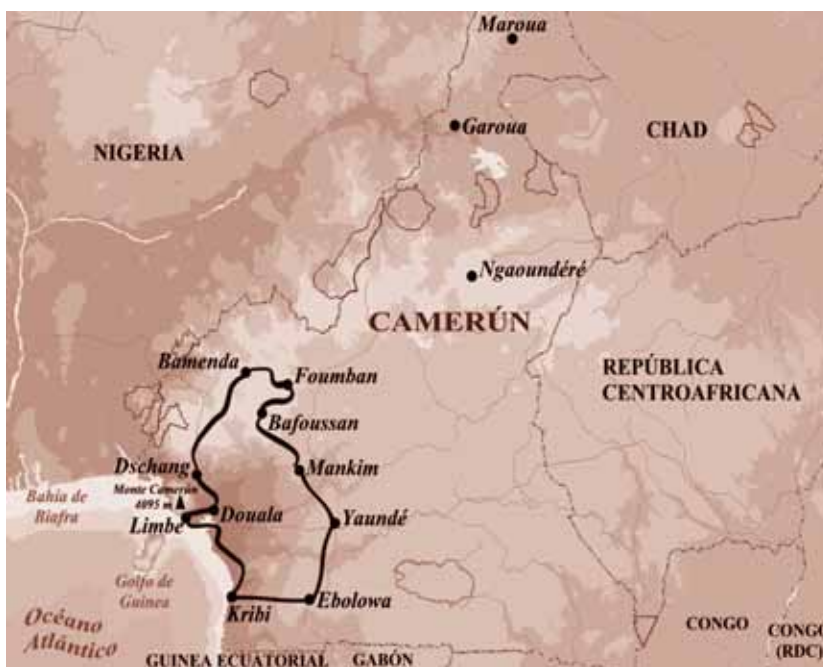 Maroua
Garoua
CHAD
NIGERIA
Ngaoundéré
CAMERÚN
Bamenda
Foumban
REPÚBLICA
CENTROAFRICANA
Bafoussan
Dschang
Mankim
Monte Camerún
4095 m
Bahía de
Biafra
Limbe
Douala
Yaundé
Golfo de
Guinea
Kribi
Ebolowa
Océano
Atlántico
CONGO
CONGO
(RDC)
GUINEA ECUATORIAL
GABÓN